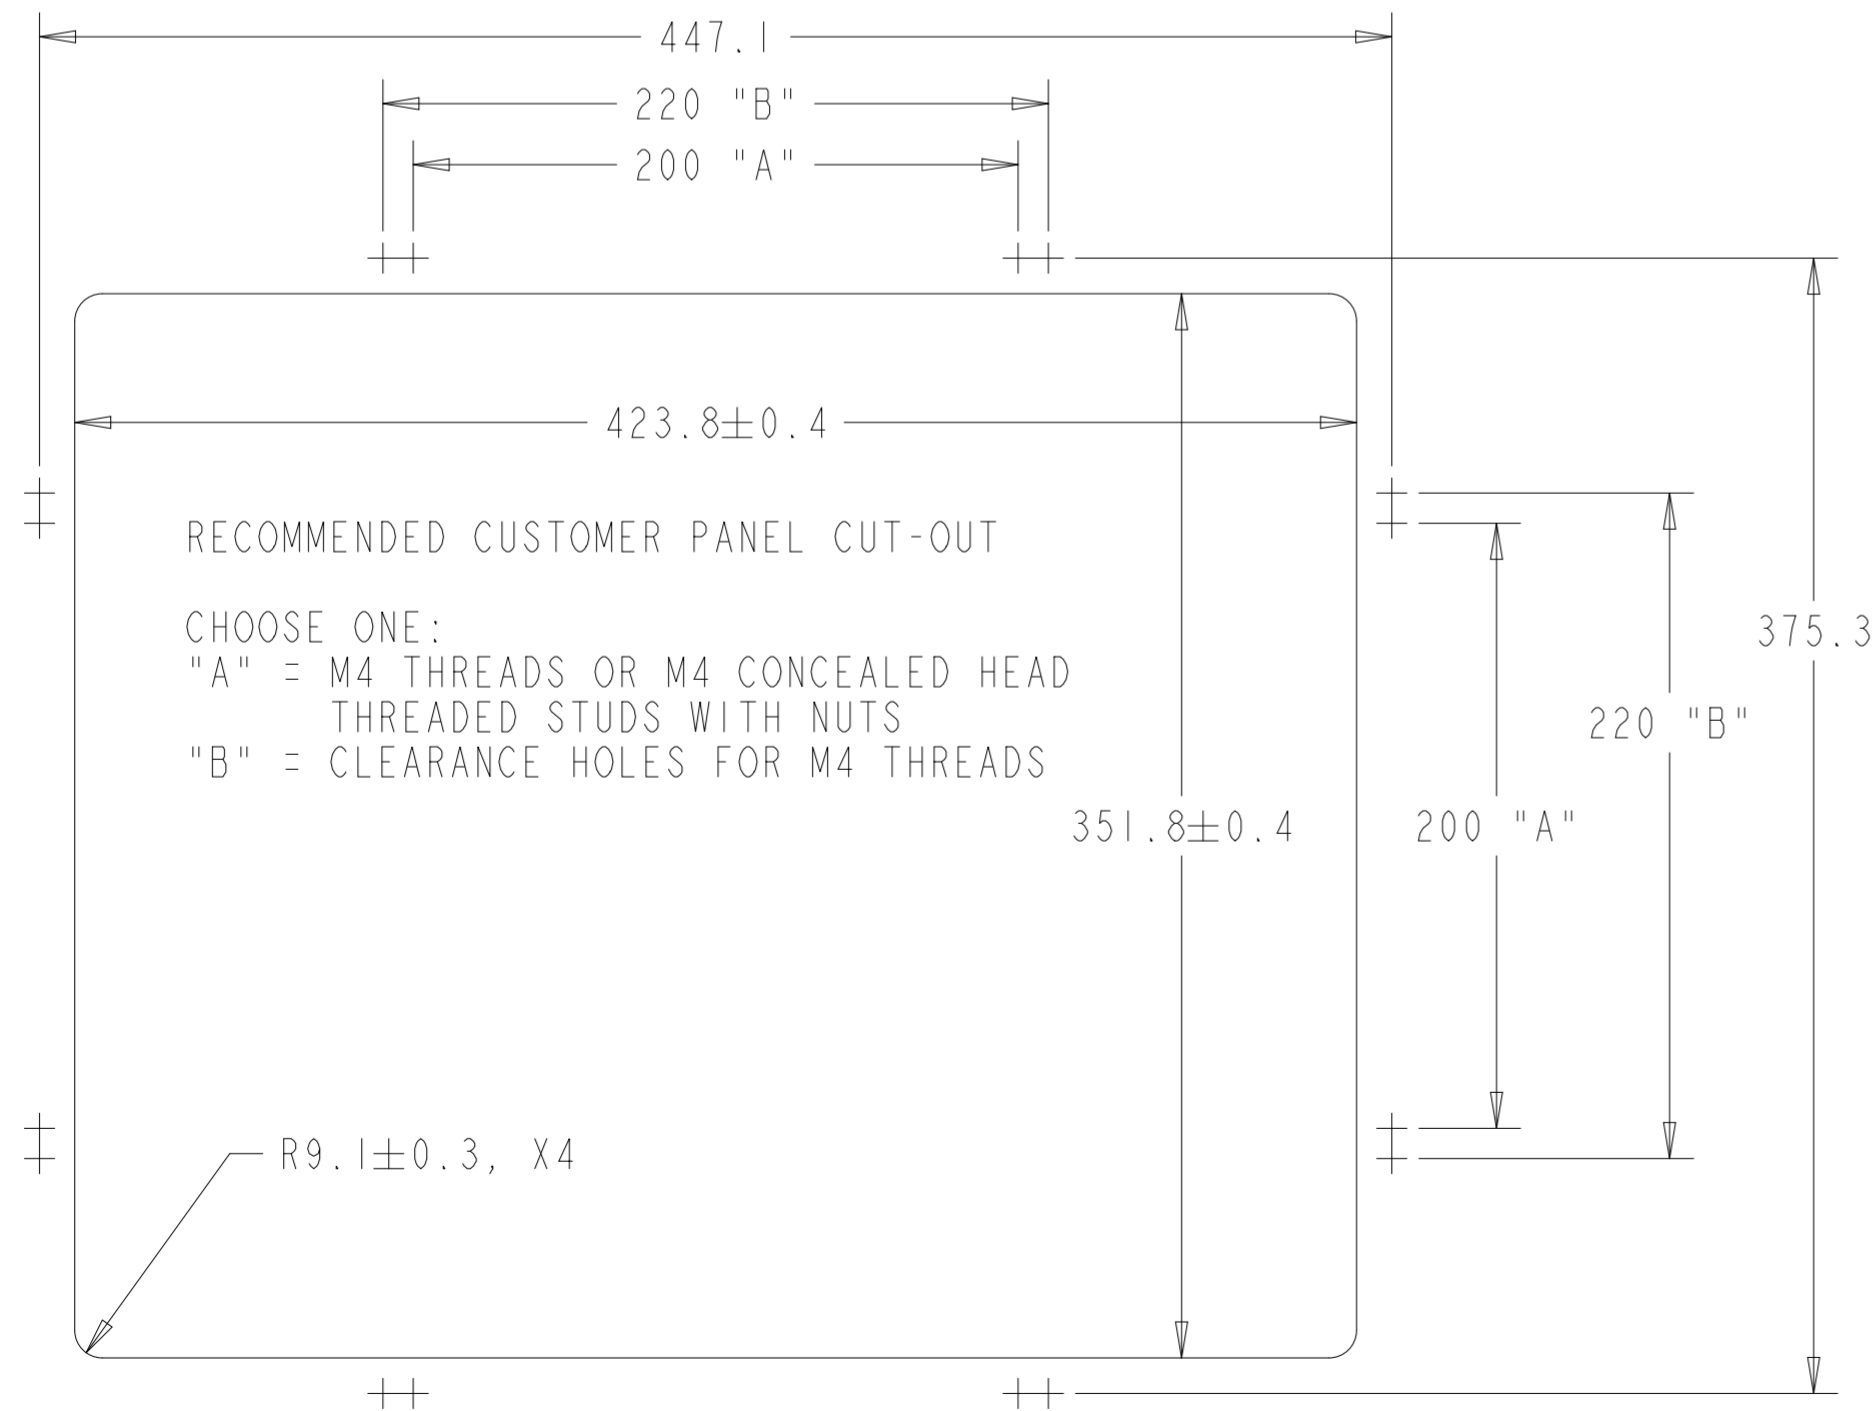 447.1
220 "B"
200 "A"
423.8±0.4
RECOMMENDED CUSTOMER PANEL CUT-OUT
CHOOSE ONE:
"A" = M4 THREADS OR M4 CONCEALED HEAD
THREADED STUDS WITH NUTS
"B" = CLEARANCE HOLES FOR M4 THREADS
375.3
220 "B"
351.8±0.4
200 "A"
R9.1±0.3, X4